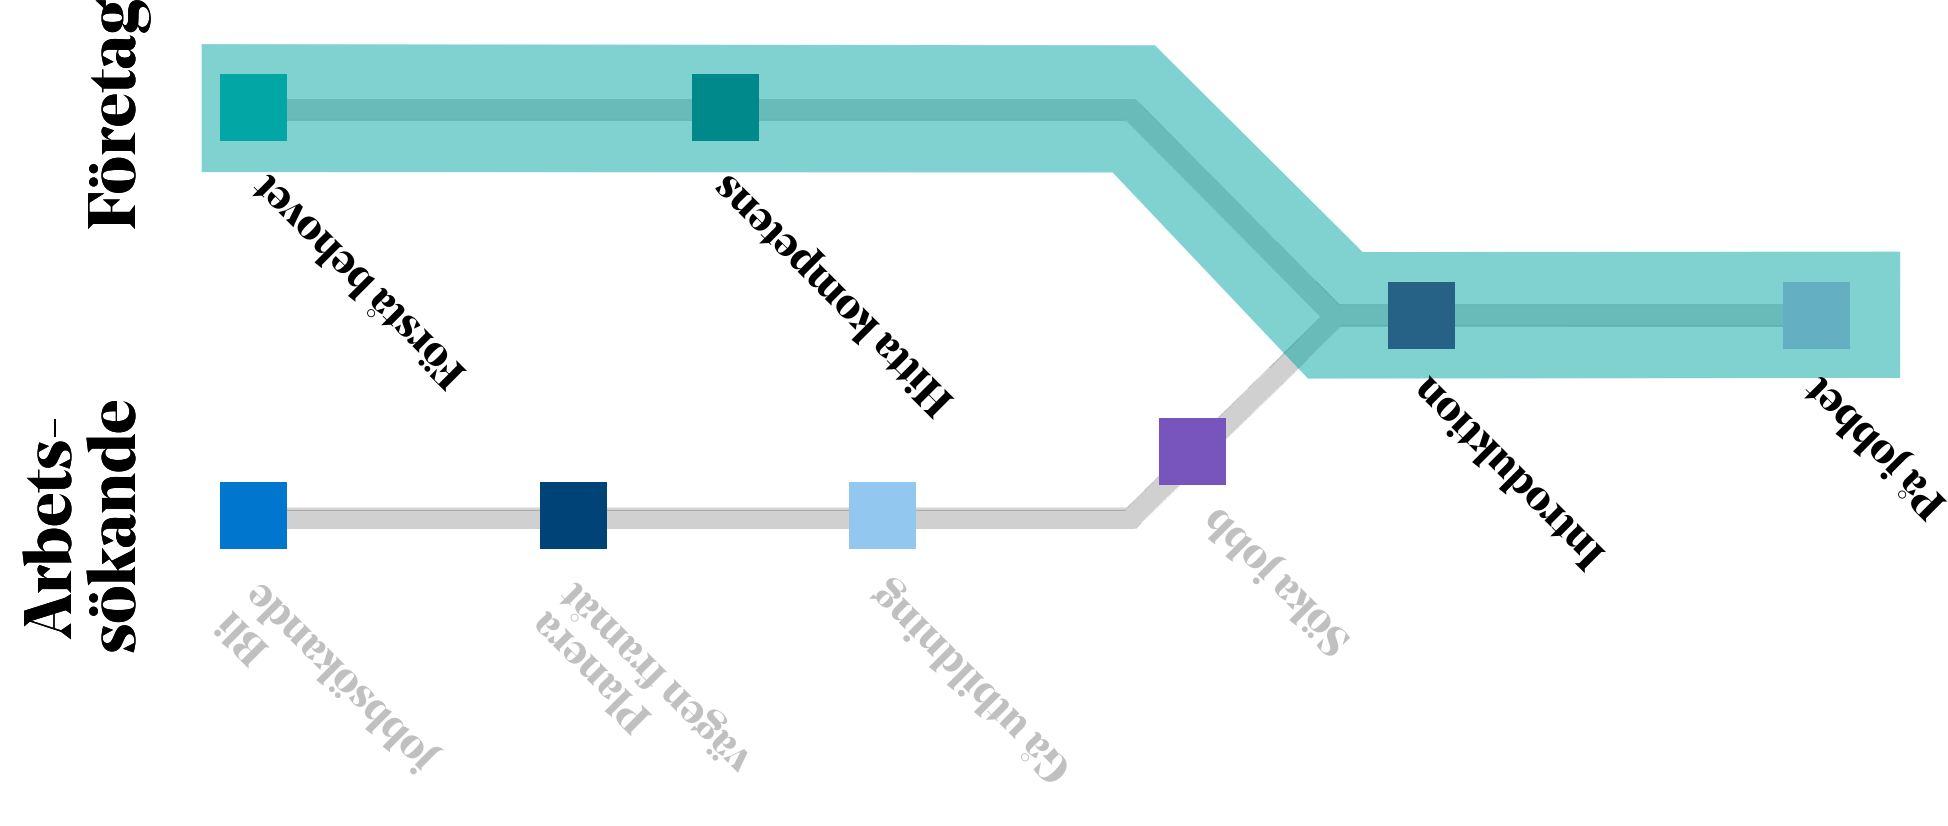 Företag
Förstå behovet
Hitta kompetens
Introduktion
På jobbet
Arbets-
sökande
Bli
jobbsökande
Planera
vägen framåt
Gå utbildning
Söka jobb